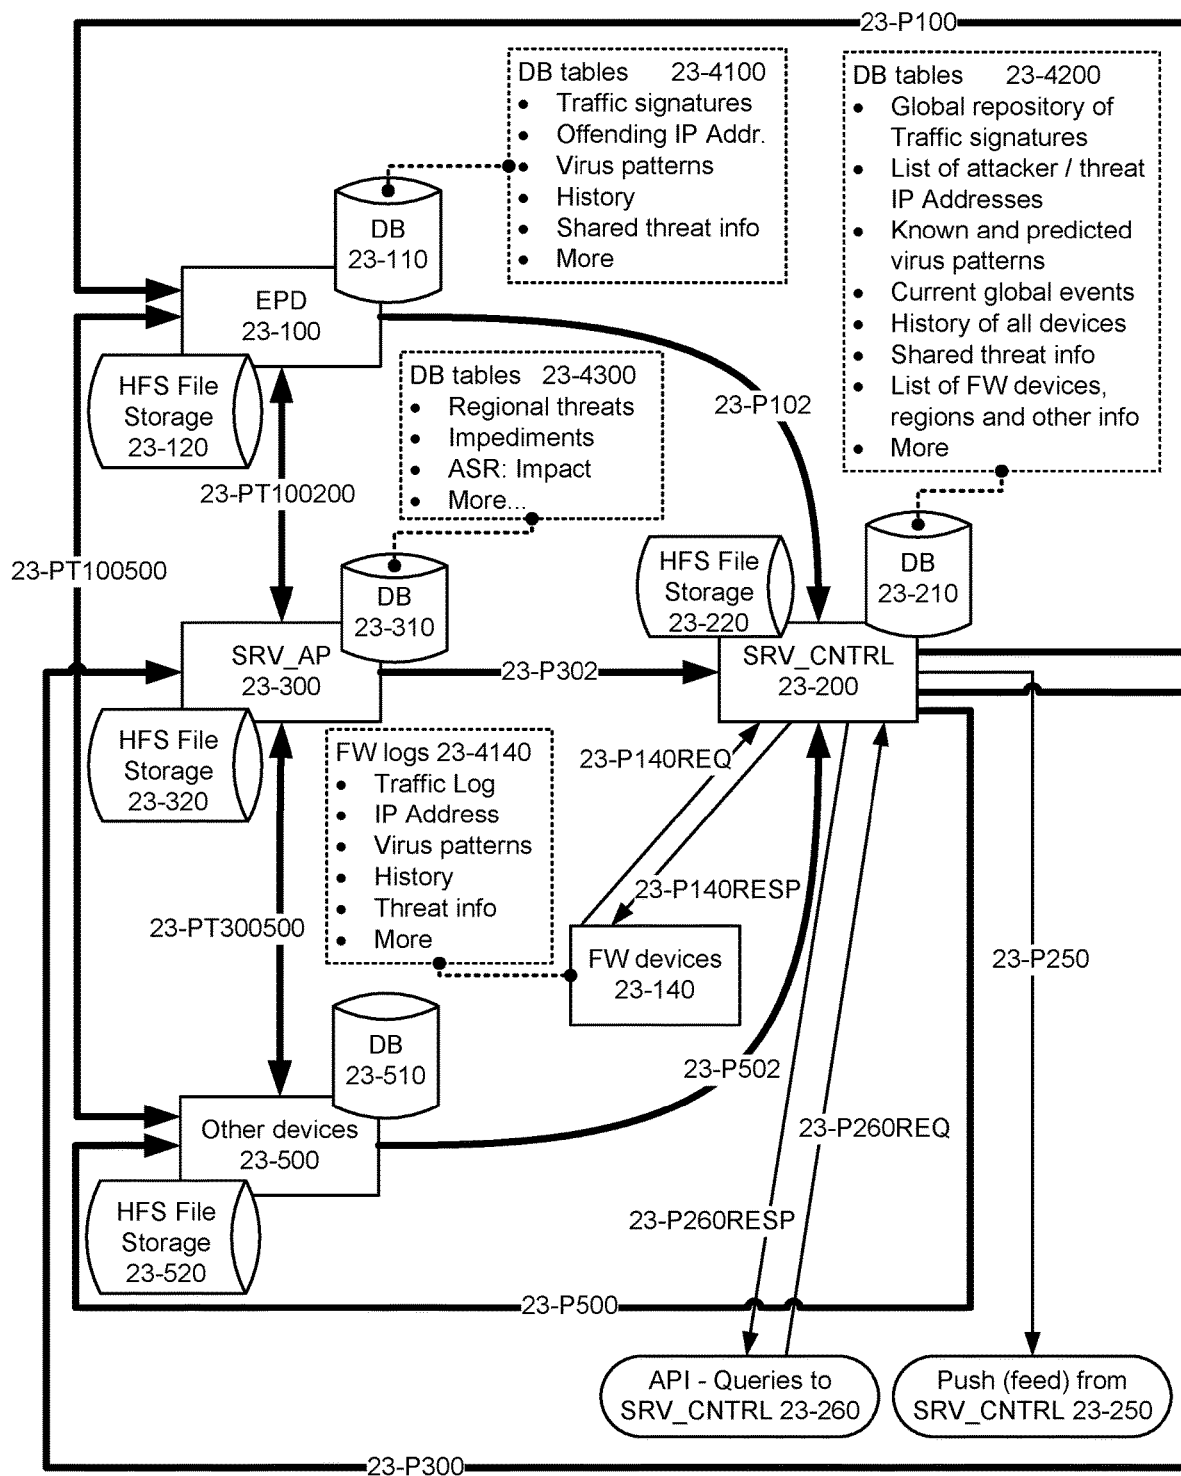 23-P100
DB tables 23-4100
• Traffic signatures
• Offending IP Addr.
• Virus patterns
• History
• Shared threat info
• More
DB tables 23-4200
• Global repository of
Traffic signatures
• List of attacker / threat
IP Addresses
• Known and predicted
virus patterns
• Current global events
• History of all devices
• Shared threat info
• List of FW devices,
regions and other info
• More
DB
23-110
EPD
23-100
HFS File
Storage
23-120
DB tables 23-4300
• Regional threats
• Impediments
• ASR: Impact
• More...
23-P102
23-PT100200
23-PT100500
DB
23-310
SRV_AP
23-300
HFS File
Storage
23-320
23-P302
HFS File
Storage
23-220
DB
23-210
SRV_CNTRL
23-200
FW logs 23-4140
• Traffic Log
• IP Address
• Virus patterns
• History
• Threat info
• More
23-P140REQ
23-P140RESP
23-PT300500
FW devices
23-140
23-P250
DB
23-510
23-P502
Other devices
23-500
HFS File
Storage
23-520
23-P260REQ
23-P260RESP
23-P500
API - Queries to
SRV_CNTRL 23-260
Push (feed) from
SRV_CNTRL 23-250
23-P300